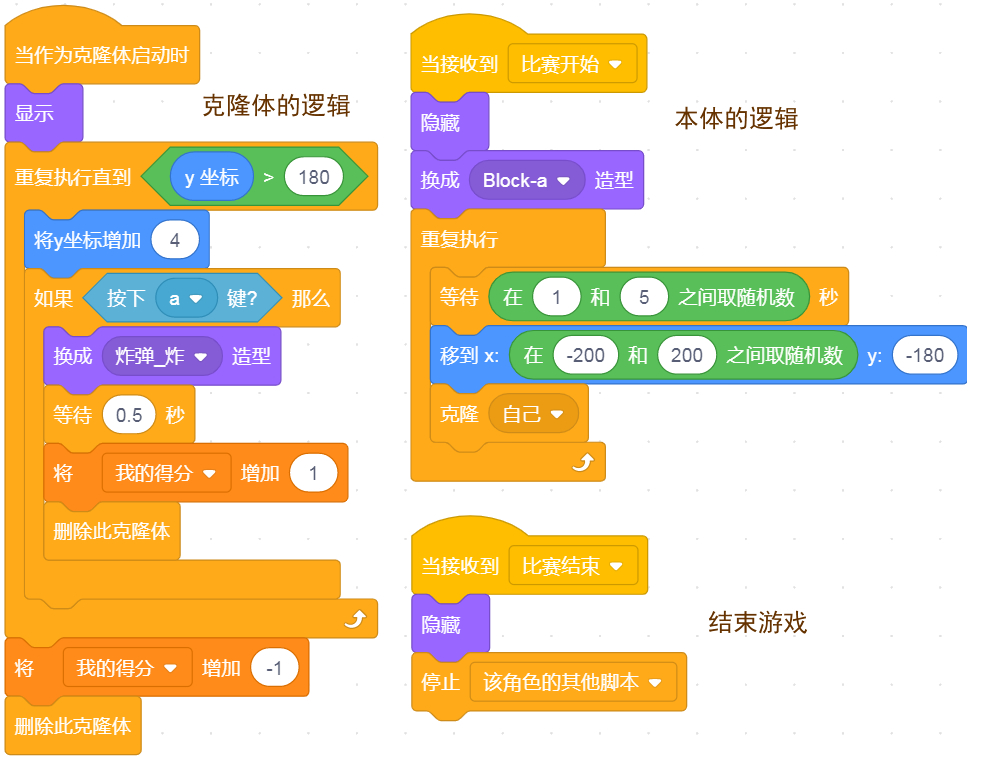 当作为克隆体启动时
显示
克隆体的逻辑
重复执行直到 y 坐标 > 180
将y坐标增加 4
如果 按下 a 键? 那么
换成 炸弹_炸 造型
等待 0.5 秒
将 我的得分 增加 1
删除此克隆体
将 我的得分 增加 -1
删除此克隆体
当接收到 比赛开始
隐藏
本体的逻辑
换成 Block-a 造型
重复执行
等待 在 1 和 5 之间取随机数 秒
移到 x: 在 -200 和 200 之间取随机数 y: -180
克隆 自己
当接收到 比赛结束
隐藏
结束游戏
停止 该角色的其他脚本